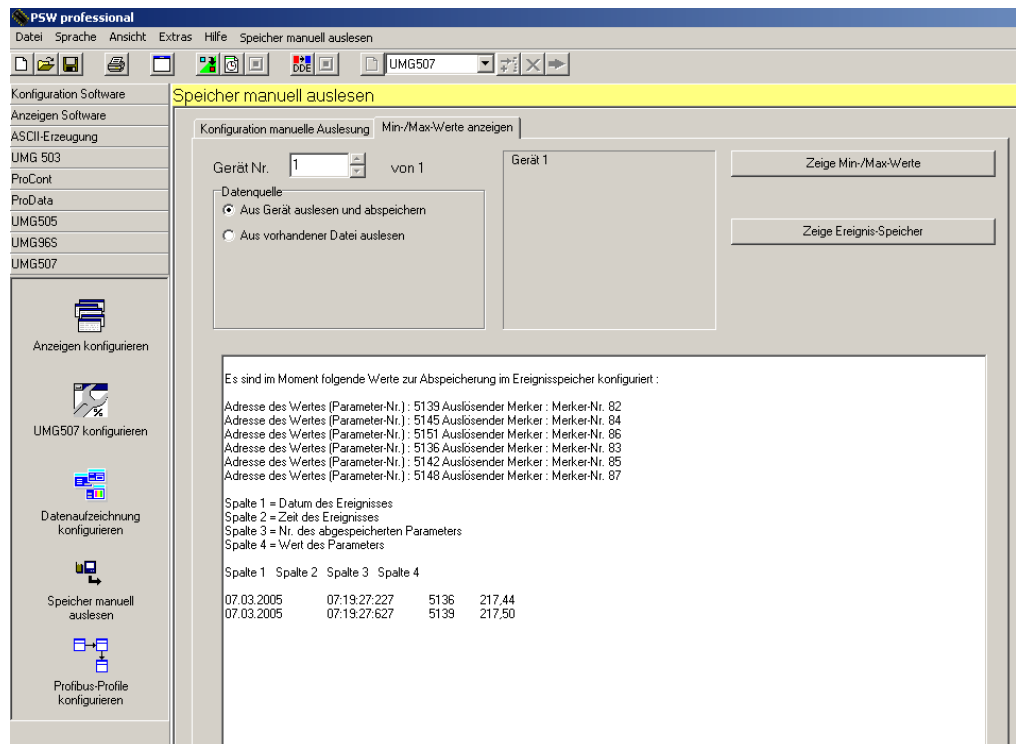 PSW professional
Datei Sprache Ansicht Extras Hilfe Speicher manuell auslesen
DDE UMG507
Konfiguration Software
Anzeigen Software
ASCII-Erzeugung
UMG 503
ProCont
ProData
UMG505
UMG96S
UMG507
Anzeigen konfigurieren
UMG507 konfigurieren
Datenaufzeichnung
konfigurieren
Speicher manuell
auslesen
Profibus-Profile
konfigurieren
Speicher manuell auslesen
Konfiguration manuelle Auslesung Min-/Max-Werte anzeigen
Gerät Nr. 1 von 1
Datenquelle
Aus Gerät auslesen und abspeichern
Aus vorhandener Datei auslesen
Gerät 1
Zeige Min-/Max-Werte
Zeige Ereignis-Speicher
Es sind im Moment folgende Werte zur Abspeicherung im Ereignisspeicher konfiguriert :
Adresse des Wertes (Parameter-Nr.) : 5139 Auslösender Merker : Merker-Nr. 82
Adresse des Wertes (Parameter-Nr.) : 5145 Auslösender Merker : Merker-Nr. 84
Adresse des Wertes (Parameter-Nr.) : 5151 Auslösender Merker : Merker-Nr. 86
Adresse des Wertes (Parameter-Nr.) : 5136 Auslösender Merker : Merker-Nr. 83
Adresse des Wertes (Parameter-Nr.) : 5142 Auslösender Merker : Merker-Nr. 85
Adresse des Wertes (Parameter-Nr.) : 5148 Auslösender Merker : Merker-Nr. 87
Spalte 1 = Datum des Ereignisses
Spalte 2 = Zeit des Ereignisses
Spalte 3 = Nr. des abgespeicherten Parameters
Spalte 4 = Wert des Parameters
Spalte 1 Spalte 2 Spalte 3 Spalte 4
07.03.2005 07:19:27:227 5136 217,44
07.03.2005 07:19:27:627 5139 217,50